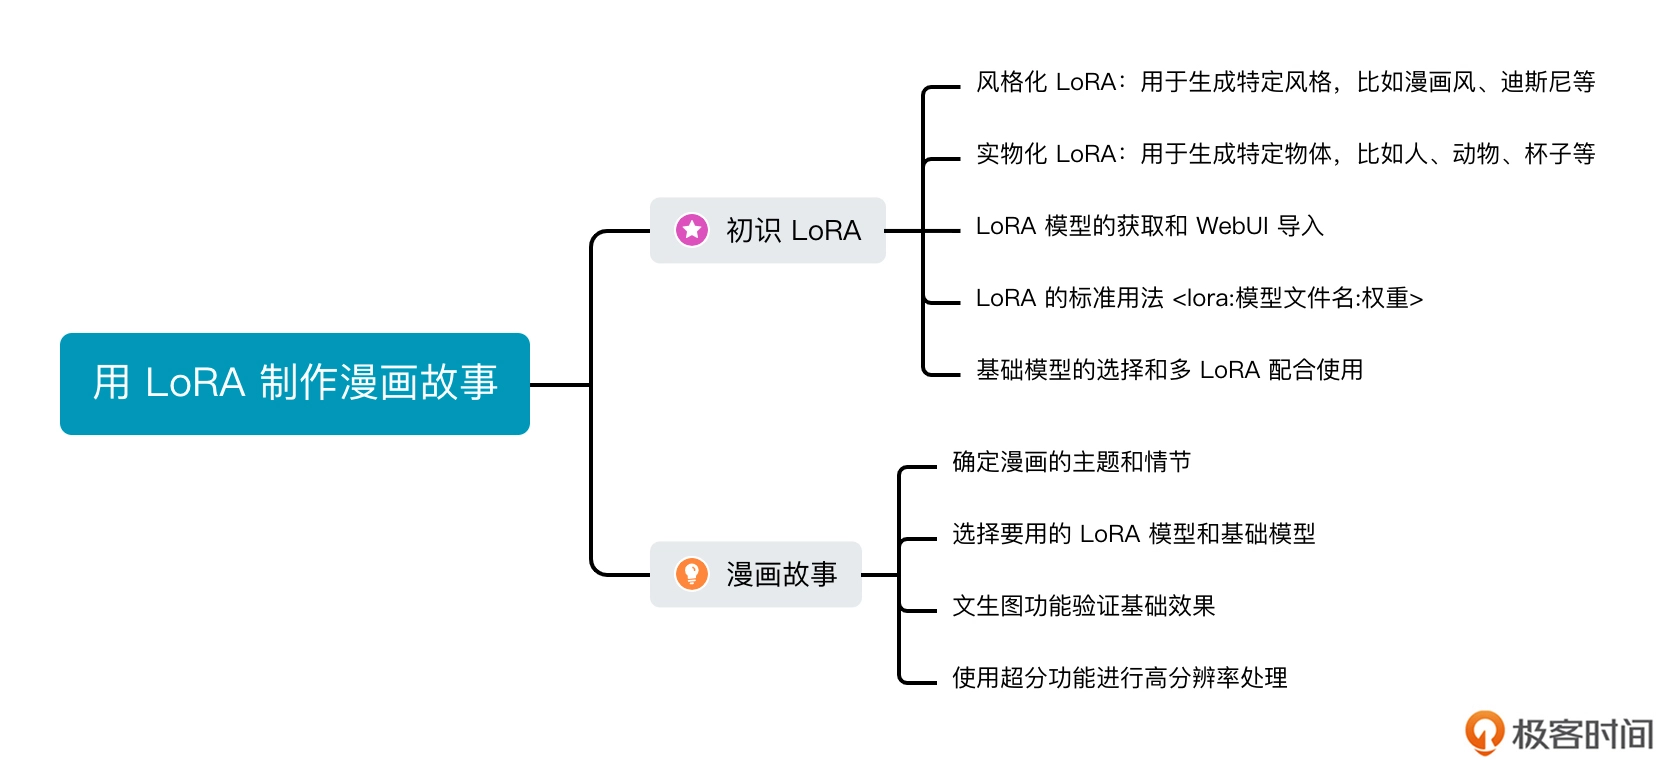 用 LoRA 制作漫画故事
初识 LoRA
风格化 LoRA：用于生成特定风格，比如漫画风、迪斯尼等
实物化 LoRA：用于生成特定物体，比如人、动物、杯子等
LoRA 模型的获取和 WebUI 导入
LoRA 的标准用法 <lora:模型文件名:权重>
基础模型的选择和多 LoRA 配合使用
漫画故事
确定漫画的主题和情节
选择要用的 LoRA 模型和基础模型
文生图功能验证基础效果
使用超分功能进行高分辨率处理
极客时间